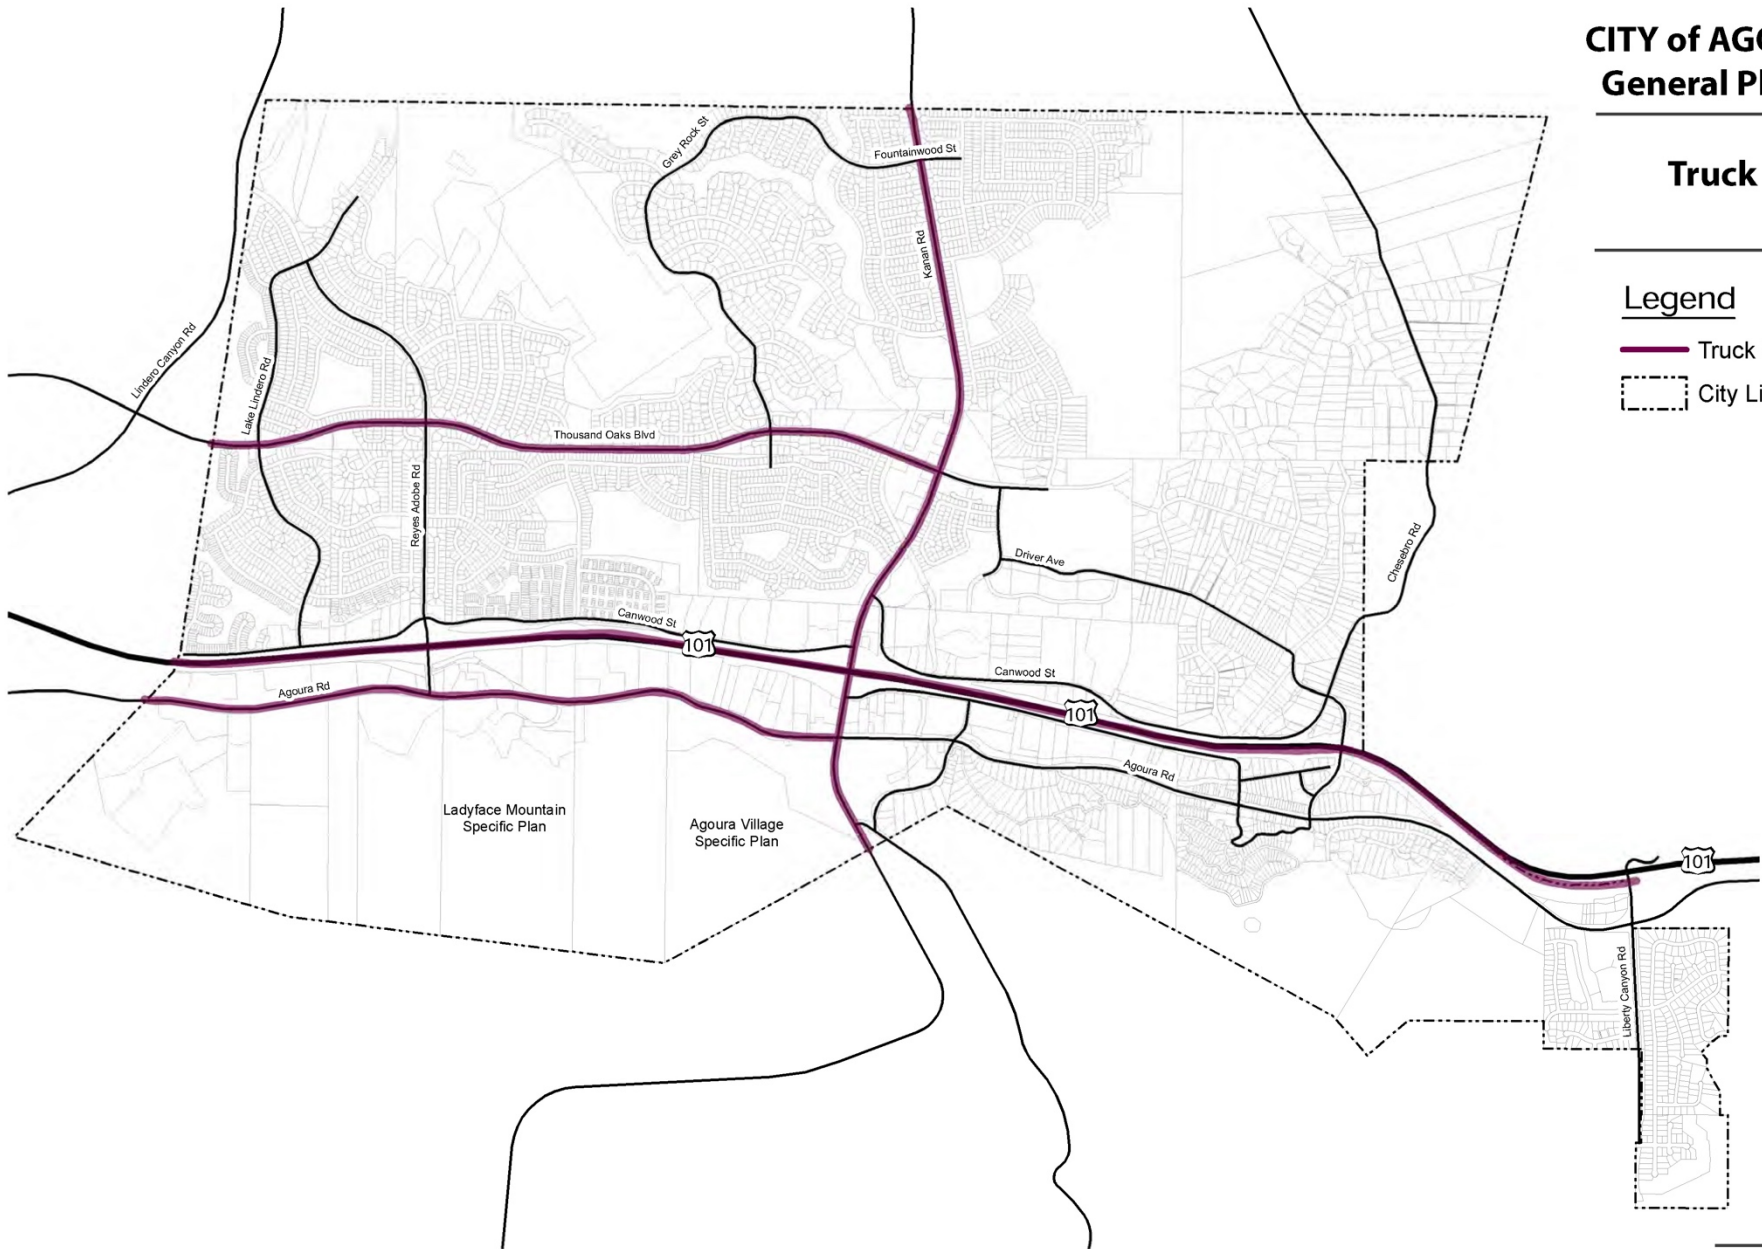 CITY of AGO
General Pl
Truck
Legend
Truck
City Li
Grey Rock St
Fountainwood St
Kanan Rd
Lindero Canyon Rd
Lake Lindero Rd
Thousand Oaks Blvd
Reyes Adobe Rd
Chesebro Rd
Driver Ave
Canwood St
101
Canwood St
Agoura Rd
101
Agoura Rd
Ladyface Mountain
Specific Plan
Agoura Village
Specific Plan
101
Liberty Canyon Rd